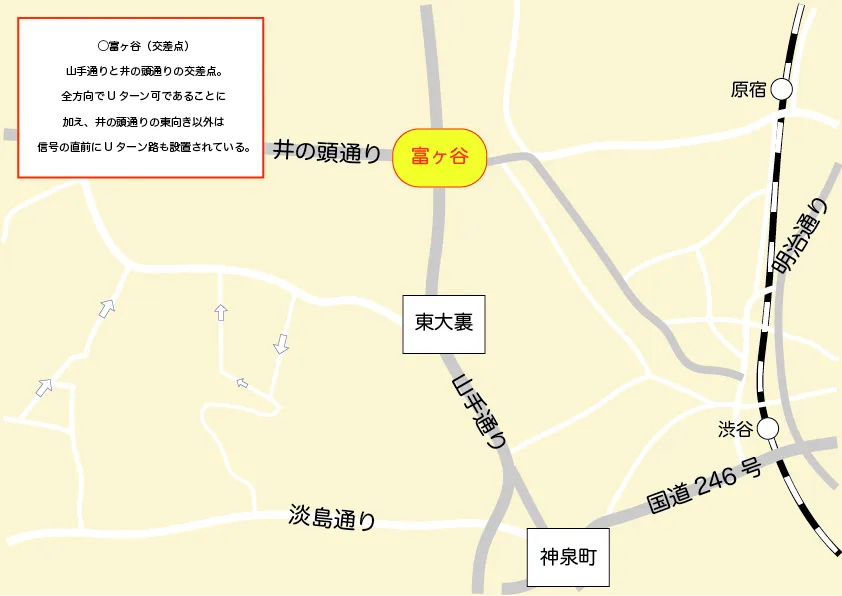 ○富ヶ谷（交差点）
山手通りと井の頭通りの交差点。
全方向でUターン可であることに
加え、井の頭通りの東向き以外は
信号の直前にUターン路も設置されている。
原宿
井の頭通り
富ヶ谷
明治通り
東大裏
山手通り
渋谷
国道246号
淡島通り
神泉町